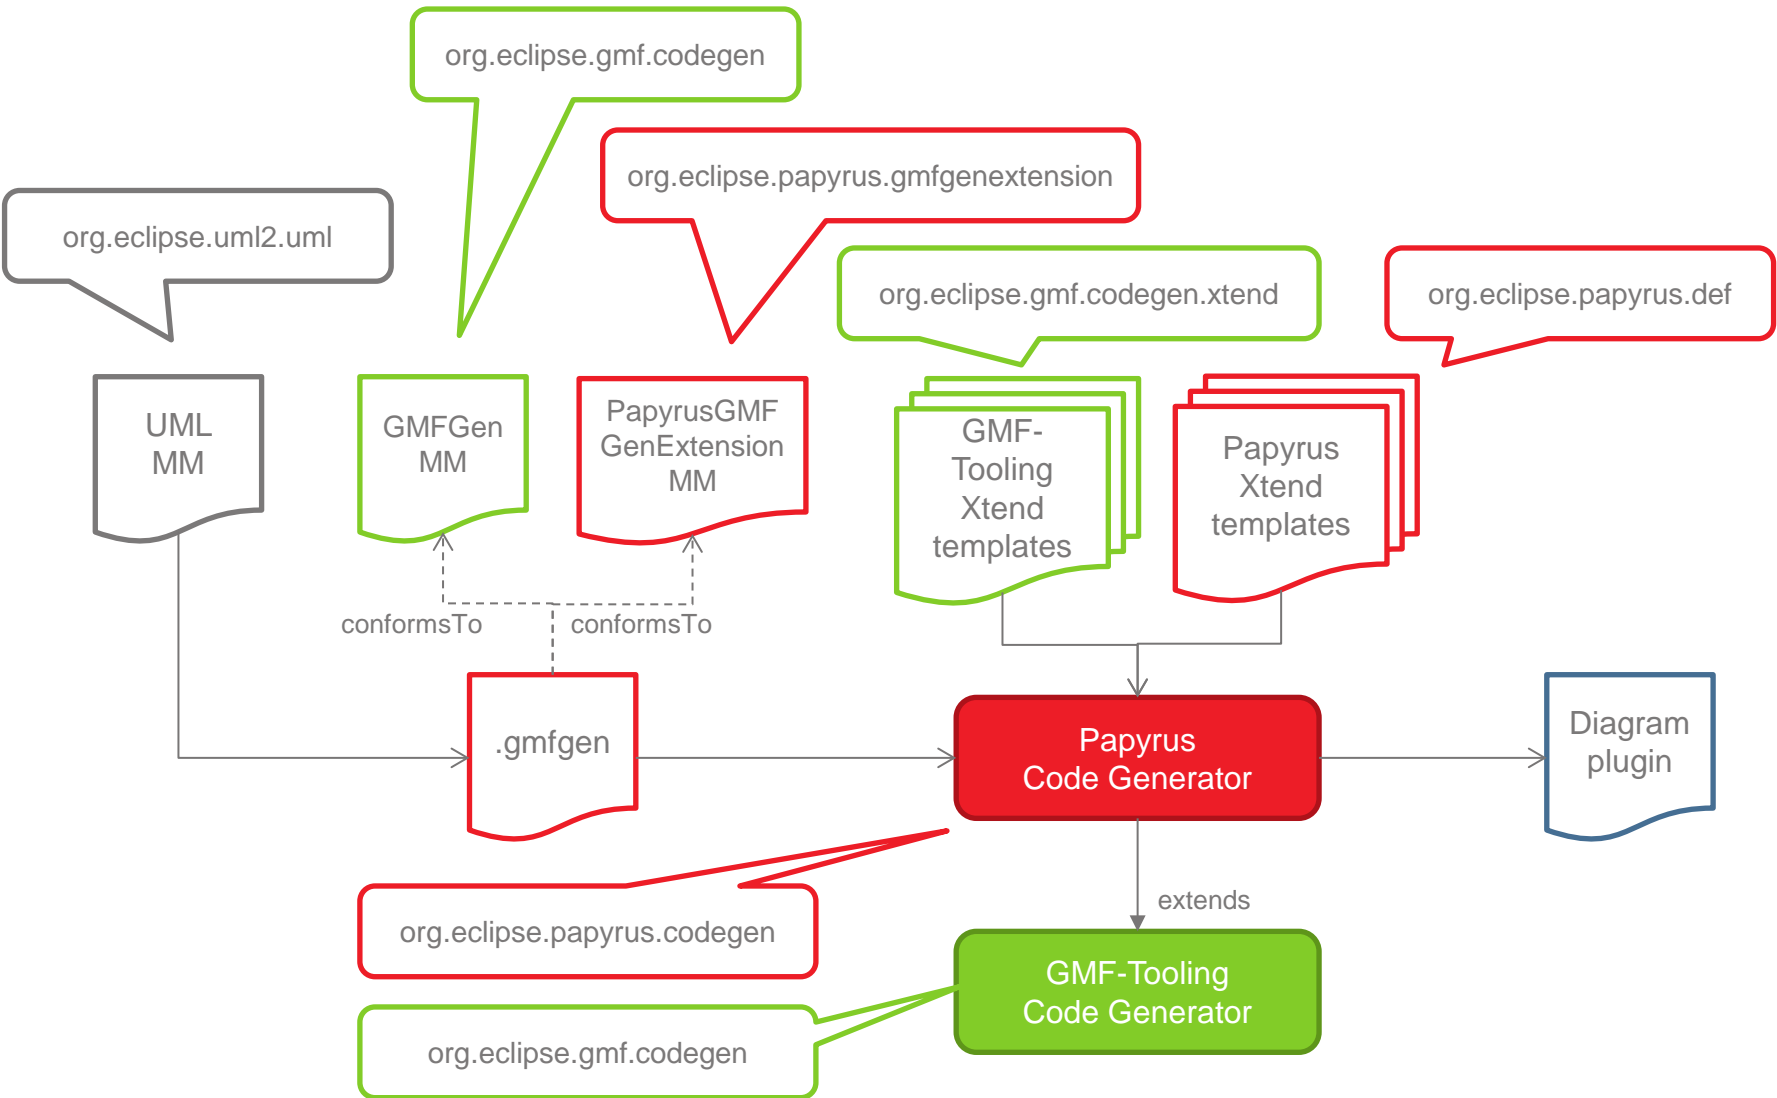 org.eclipse.gmf.codegen
org.eclipse.papyrus.gmfgenextension
org.eclipse.uml2.uml
org.eclipse.gmf.codegen.xtend
org.eclipse.papyrus.def
UML
MM
GMFGen
MM
PapyrusGMF
GenExtension
MM
GMF-
Tooling
Xtend
templates
Papyrus
Xtend
templates
conformsTo
conformsTo
.gmfgen
Papyrus
Code Generator
Diagram
plugin
extends
org.eclipse.papyrus.codegen
GMF-Tooling
Code Generator
org.eclipse.gmf.codegen